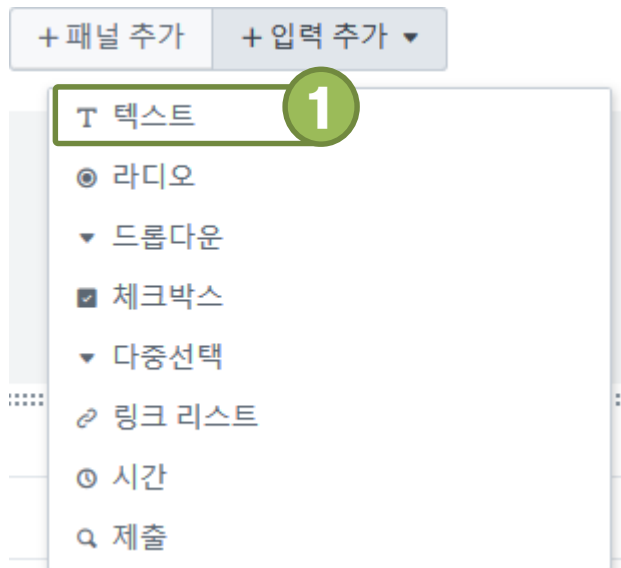 + 패널 추가 + 입력 추가
텍스트 1
라디오
드롭다운
체크박스
다중선택
링크 리스트
시간
제출